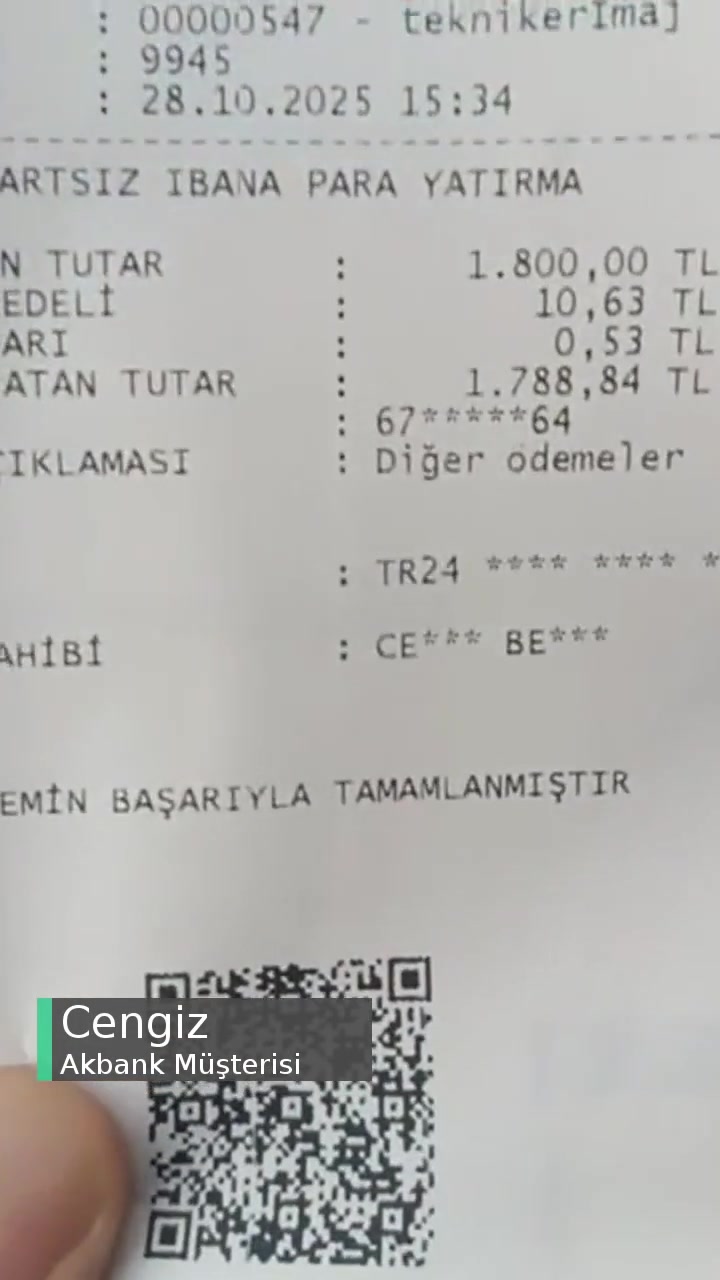 : 00000547 - teknikerImaj
: 9945
: 28.10.2025 15:34
ARTSIZ IBANA PARA YATIRMA
N TUTAR : 1.800,00 TL
EDELİ : 10,63 TL
ARI : 0,53 TL
ATAN TUTAR : 1.788,84 TL
: 67*****64
ÇIKLAMASI : Diğer ödemeler
: TR24 **** **** *
AHİBİ : CE*** BE***
EMİN BAŞARIYLA TAMAMLANMIŞTIR
Cengiz
Akbank Müşterisi